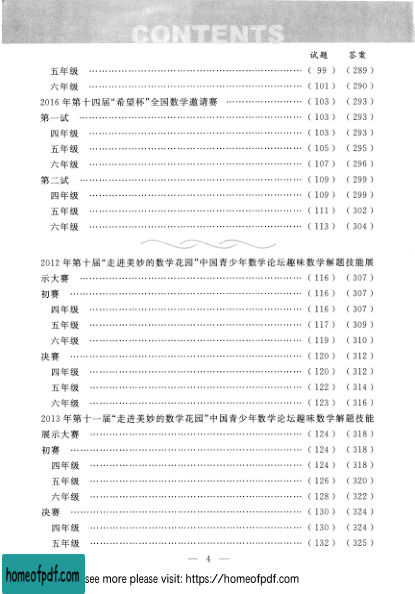 CONTENTS
试题 答案
五年级 ……………………………………… ( 99 ) (289)
六年级 ……………………………………… (101) (290)
2016年第十四届“希望杯”全国数学邀请赛 ……………… (103) (293)
第一试 ……………………………………… (103) (293)
四年级 ……………………………………… (103) (293)
五年级 ……………………………………… (105) (295)
六年级 ……………………………………… (107) (296)
第二试 ……………………………………… (109) (299)
四年级 ……………………………………… (109) (299)
五年级 ……………………………………… (111) (302)
六年级 ……………………………………… (113) (304)
2012年第十届“走进美妙的数学花园”中国青少年数学论坛趣味数学解题技能展
示大赛 ……………………………………… (116) (307)
初赛 ……………………………………… (116) (307)
四年级 ……………………………………… (116) (307)
五年级 ……………………………………… (117) (309)
六年级 ……………………………………… (119) (310)
决赛 ……………………………………… (120) (312)
四年级 ……………………………………… (120) (312)
五年级 ……………………………………… (122) (314)
六年级 ……………………………………… (123) (316)
2013年第十一届“走进美妙的数学花园”中国青少年数学论坛趣味数学解题技能
展示大赛 ……………………………………… (124) (318)
初赛 ……………………………………… (124) (318)
四年级 ……………………………………… (124) (318)
五年级 ……………………………………… (126) (320)
六年级 ……………………………………… (128) (322)
决赛 ……………………………………… (130) (324)
四年级 ……………………………………… (130) (324)
五年级 ……………………………………… (132) (325)
— 4 —
homeofpdf.com see more please visit: https://homeofpdf.com